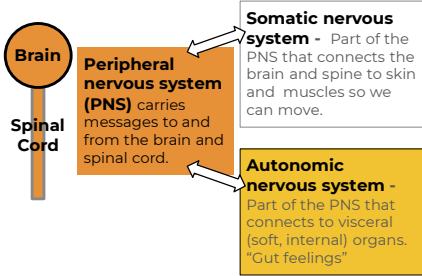 Brain
Spinal
Cord
Peripheral
nervous system
(PNS) carries
messages to and
from the brain and
spinal cord.
Somatic nervous
system - Part of the
PNS that connects the
brain and spine to skin
and muscles so we
can move.
Autonomic
nervous system -
Part of the PNS that
connects to visceral
(soft, internal) organs.
“Gut feelings”